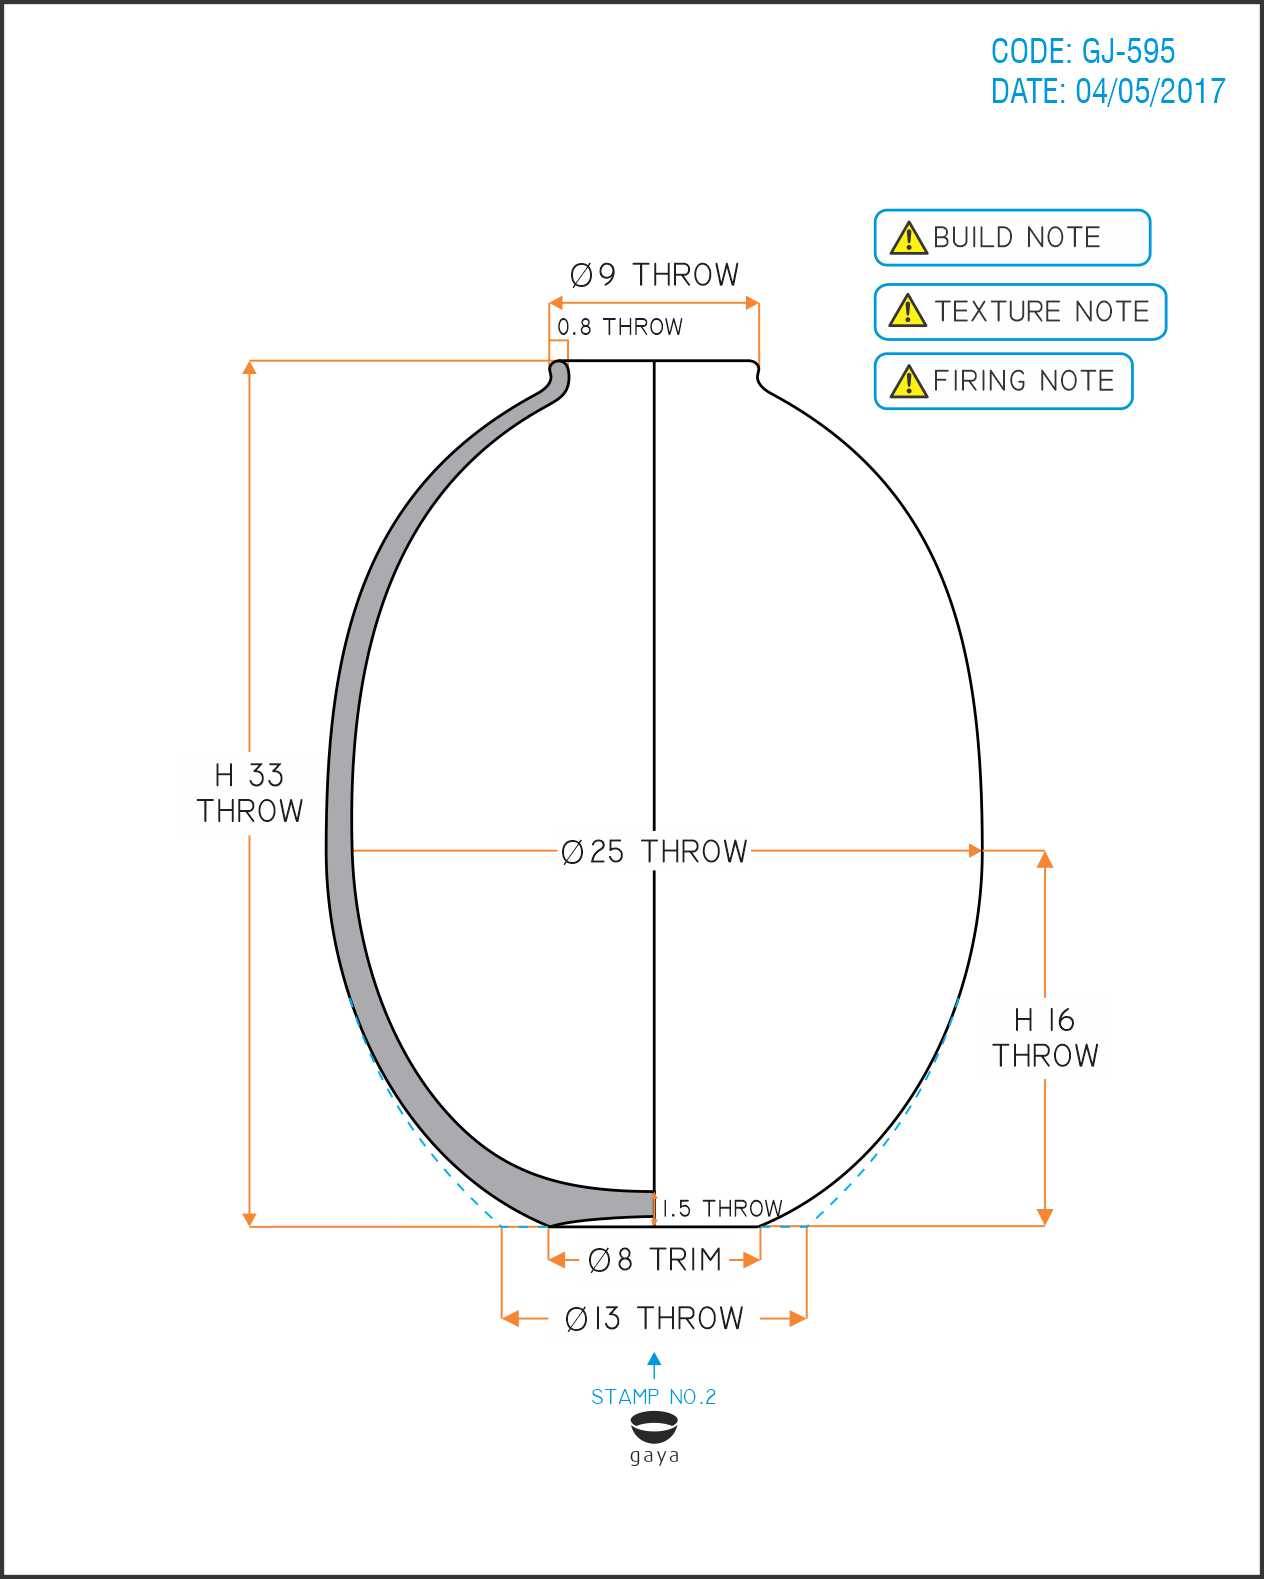 CODE: GJ-595
DATE: 04/05/2017
BUILD NOTE
TEXTURE NOTE
FIRING NOTE
Ø9 THROW
0.8 THROW
H 33
THROW
Ø25 THROW
H 16
THROW
1.5 THROW
Ø8 TRIM
Ø13 THROW
STAMP NO.2
gaya